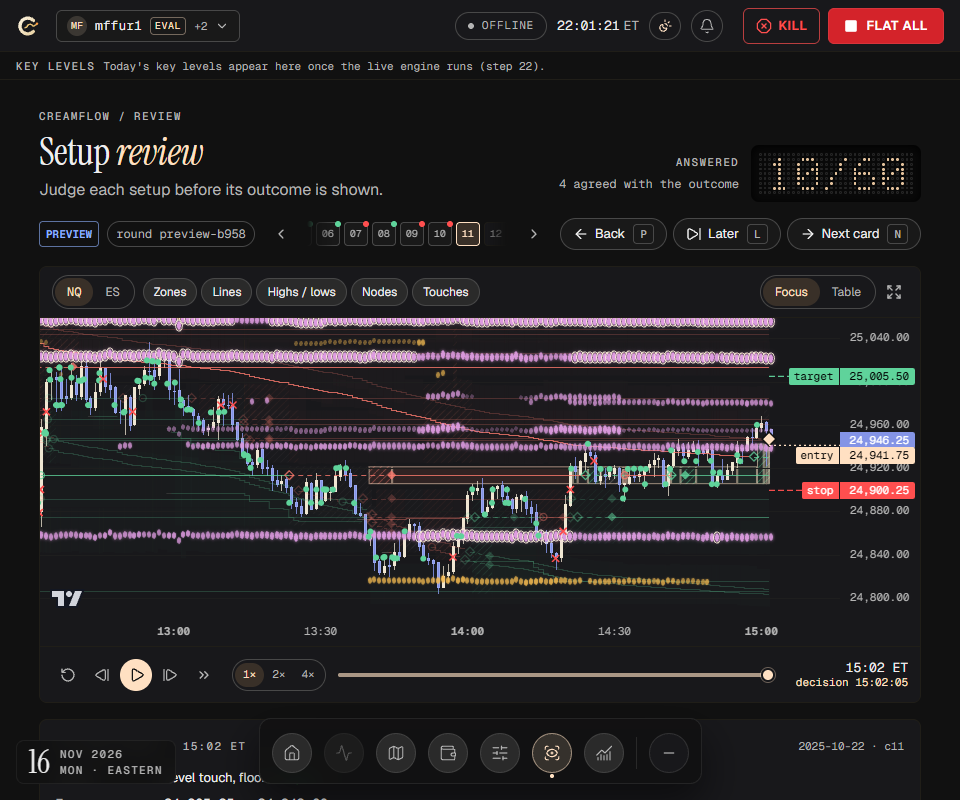 MF mffur1 EVAL +2
OFFLINE
22:01:21 ET
KILL
FLAT ALL
KEY LEVELS Today's key levels appear here once the live engine runs (step 22).
CREAMFLOW / REVIEW
Setup review
Judge each setup before its outcome is shown.
ANSWERED
4 agreed with the outcome
10/60
PREVIEW
round preview-b958
06 07 08 09 10 11 12
Back P
Later L
Next card N
NQ ES
Zones
Lines
Highs / lows
Nodes
Touches
Focus Table
25,040.00
target 25,005.50
24,960.00
24,946.25
entry 24,941.75
24,920.00
stop 24,900.25
24,880.00
24,840.00
24,800.00
13:00 13:30 14:00 14:30 15:00
1× 2× 4×
15:02 ET
decision 15:02:05
15:02 ET
2025-10-22 · c11
16 NOV 2026
MON · EASTERN